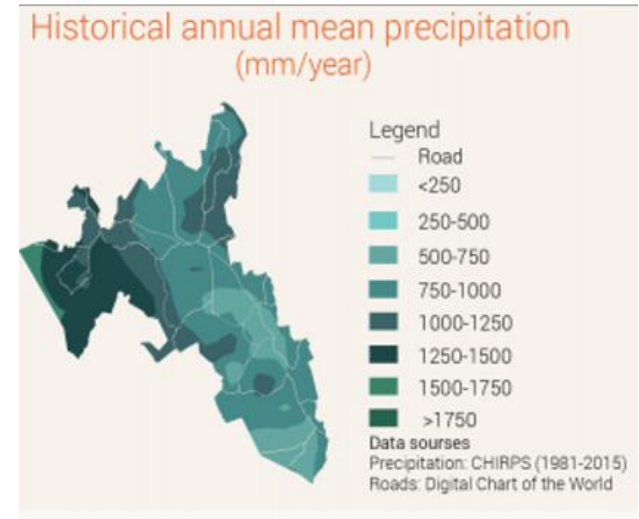 Historical annual mean precipitation
(mm/year)
Legend
Road
<250
250-500
500-750
750-1000
1000-1250
1250-1500
1500-1750
>1750
Data sourses
Precipitation: CHIRPS (1981-2015)
Roads: Digital Chart of the World